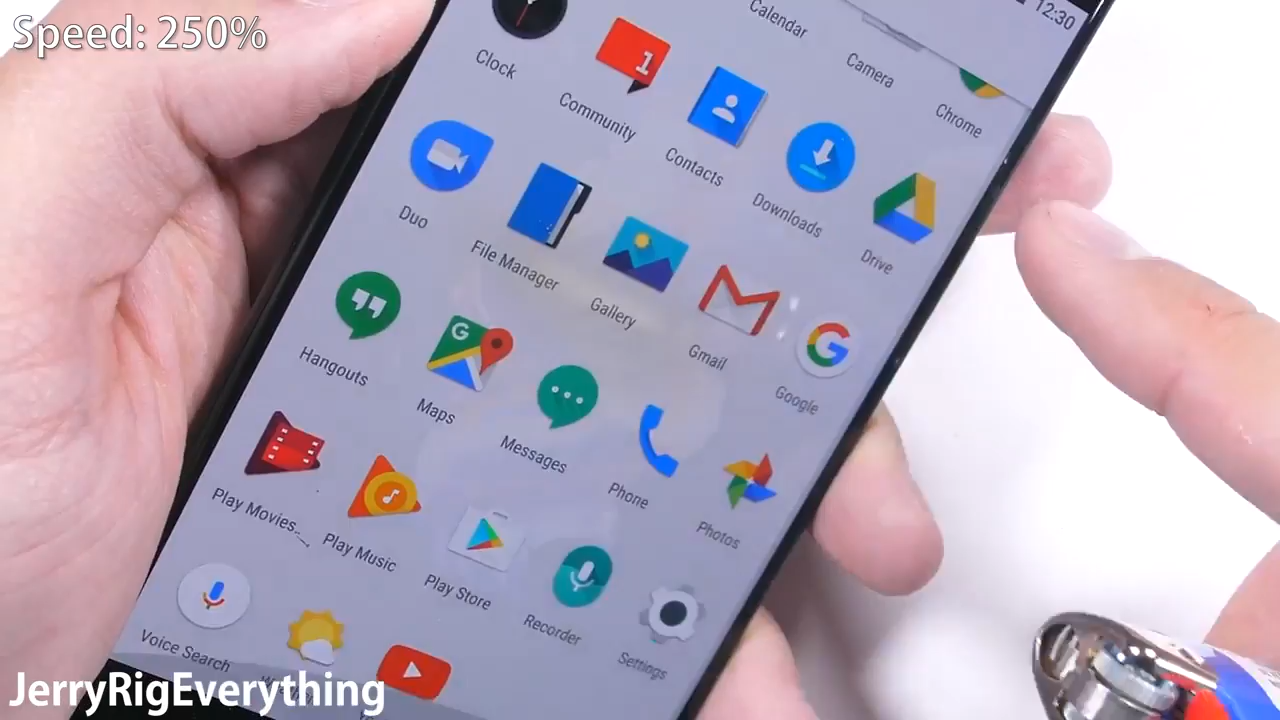 Speed: 250%
12:30
Calendar
Camera
Chrome
Clock
Community
1
Contacts
Downloads
Drive
Duo
File Manager
Gallery
Gmail
G
Google
Hangouts
G
Maps
Messages
Phone
Photos
Play Movies...
Play Music
Play Store
Recorder
Settings
Voice Search
JerryRigEverything